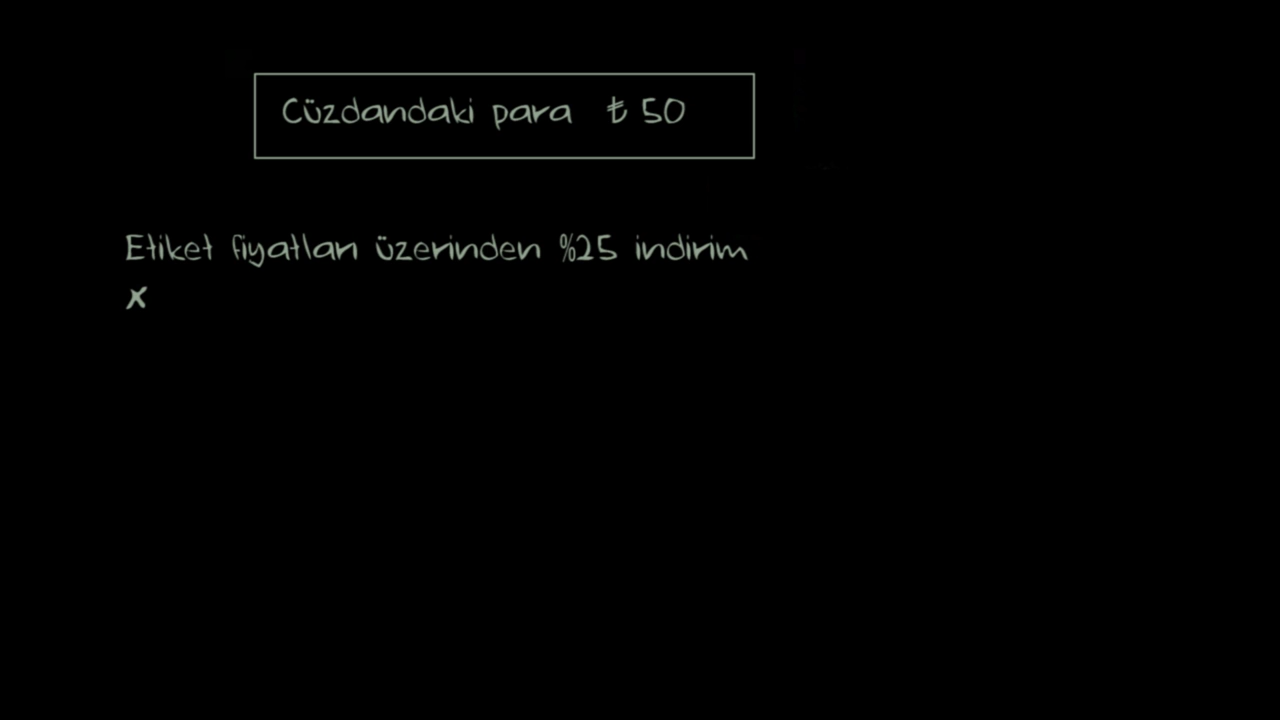 Cüzdandaki para ₺ 50
Etiket fiyatları üzerinden %25 indirim
x